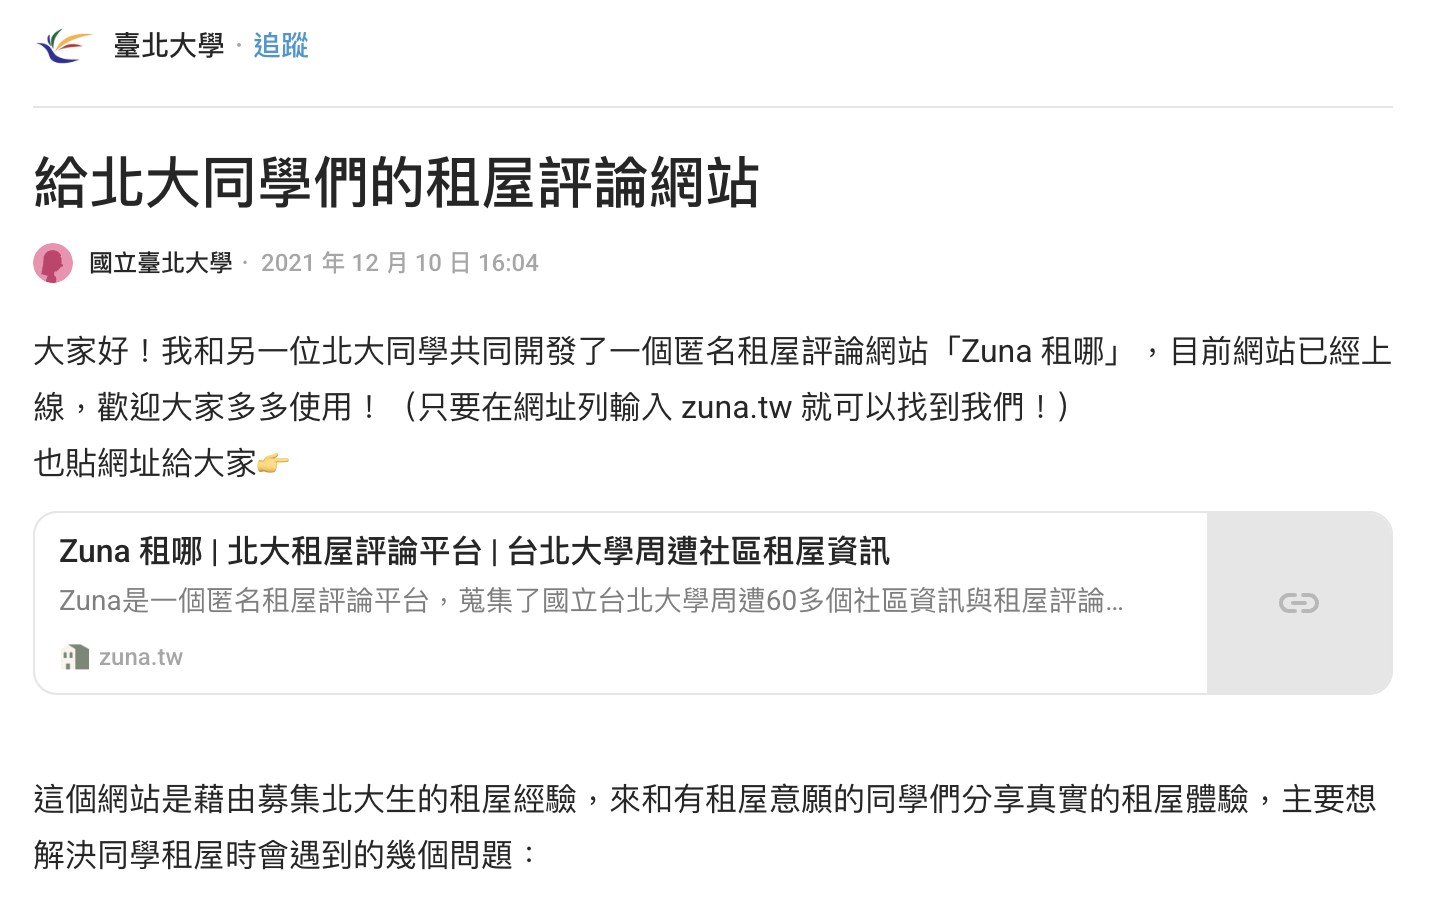 臺北大學 · 追蹤
給北大同學們的租屋評論網站
國立臺北大學 · 2021 年 12 月 10 日 16:04
大家好！我和另一位北大同學共同開發了一個匿名租屋評論網站「Zuna 租哪」，目前網站已經上
線，歡迎大家多多使用！（只要在網址列輸入 zuna.tw 就可以找到我們！）
也貼網址給大家👉
Zuna 租哪 | 北大租屋評論平台 | 台北大學周遭社區租屋資訊
Zuna是一個匿名租屋評論平台，蒐集了國立台北大學周遭60多個社區資訊與租屋評論...
zuna.tw
這個網站是藉由募集北大生的租屋經驗，來和有租屋意願的同學們分享真實的租屋體驗，主要想
解決同學租屋時會遇到的幾個問題：